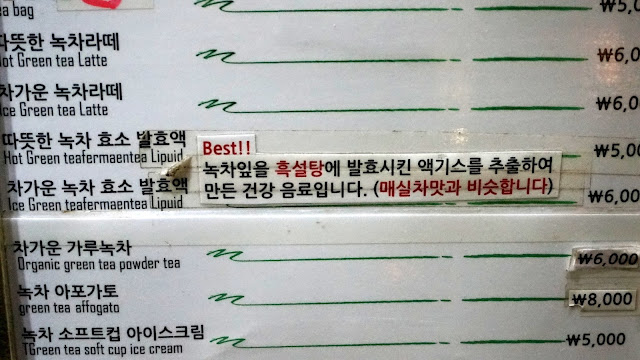 tea bag ₩5,0
따뜻한 녹차라떼
Hot Green tea Latte ₩6,0
차가운 녹차라떼
Ice Green tea Latte ₩6,0
따뜻한 녹차 효소 발효액
Hot Green teafermaentea Lipuid ₩5,00
차가운 녹차 효소 발효액
Ice Green teafermaentea Lipuid ₩6,00
Best!!
녹차잎을 흑설탕에 발효시킨 액기스를 추출하여
만든 건강 음료입니다. (매실차맛과 비슷합니다)
차가운 가루녹차
Organic green tea powder tea ₩6,000
녹차 아포가토
green tea affogato ₩8,000
녹차 소프트컵 아이스크림
TGreen tea soft cup ice cream ₩5,000